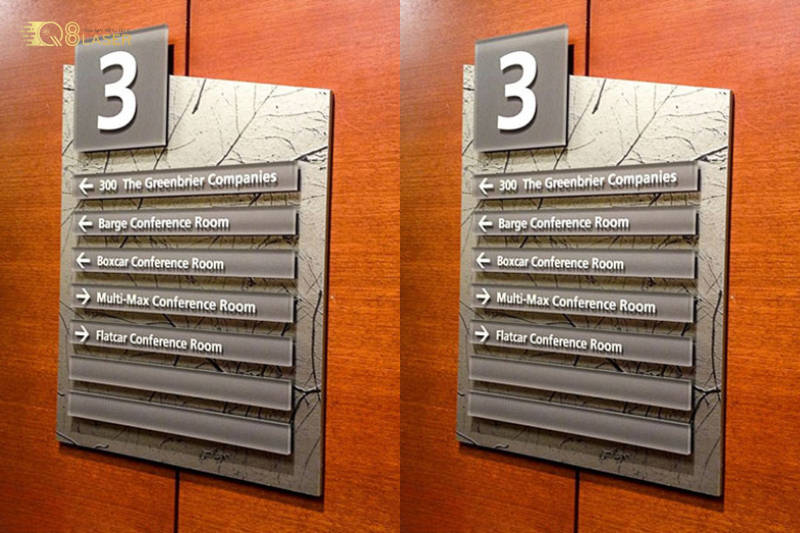 Q8
LASER
3
← 300 The Greenbrier Companies
← Barge Conference Room
← Boxcar Conference Room
→ Multi-Max Conference Room
→ Flatcar Conference Room
3
← 300 The Greenbrier Companies
← Barge Conference Room
← Boxcar Conference Room
→ Multi-Max Conference Room
→ Flatcar Conference Room